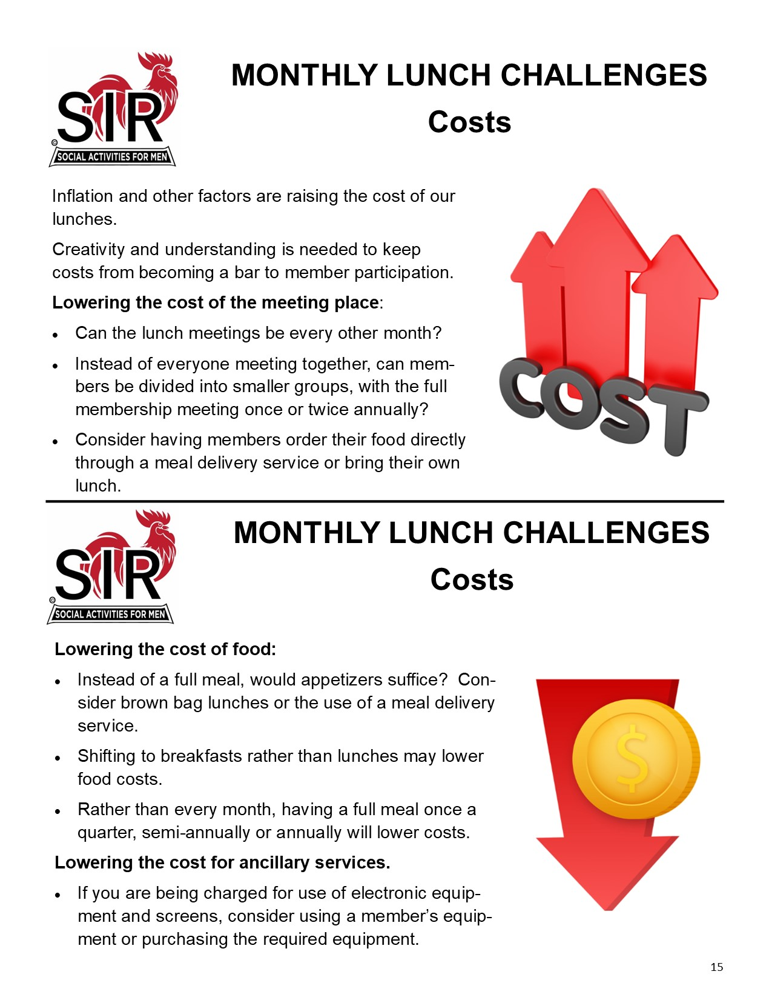 SIR
©
SOCIAL ACTIVITIES FOR MEN
MONTHLY LUNCH CHALLENGES
Costs
Inflation and other factors are raising the cost of our
lunches.
Creativity and understanding is needed to keep
costs from becoming a bar to member participation.
Lowering the cost of the meeting place:
• Can the lunch meetings be every other month?
• Instead of everyone meeting together, can mem-
bers be divided into smaller groups, with the full
membership meeting once or twice annually?
• Consider having members order their food directly
through a meal delivery service or bring their own
lunch.
COST
SIR
©
SOCIAL ACTIVITIES FOR MEN
MONTHLY LUNCH CHALLENGES
Costs
Lowering the cost of food:
• Instead of a full meal, would appetizers suffice?  Con-
sider brown bag lunches or the use of a meal delivery
service.
• Shifting to breakfasts rather than lunches may lower
food costs.
• Rather than every month, having a full meal once a
quarter, semi-annually or annually will lower costs.
Lowering the cost for ancillary services.
• If you are being charged for use of electronic equip-
ment and screens, consider using a member’s equip-
ment or purchasing the required equipment.
$
15